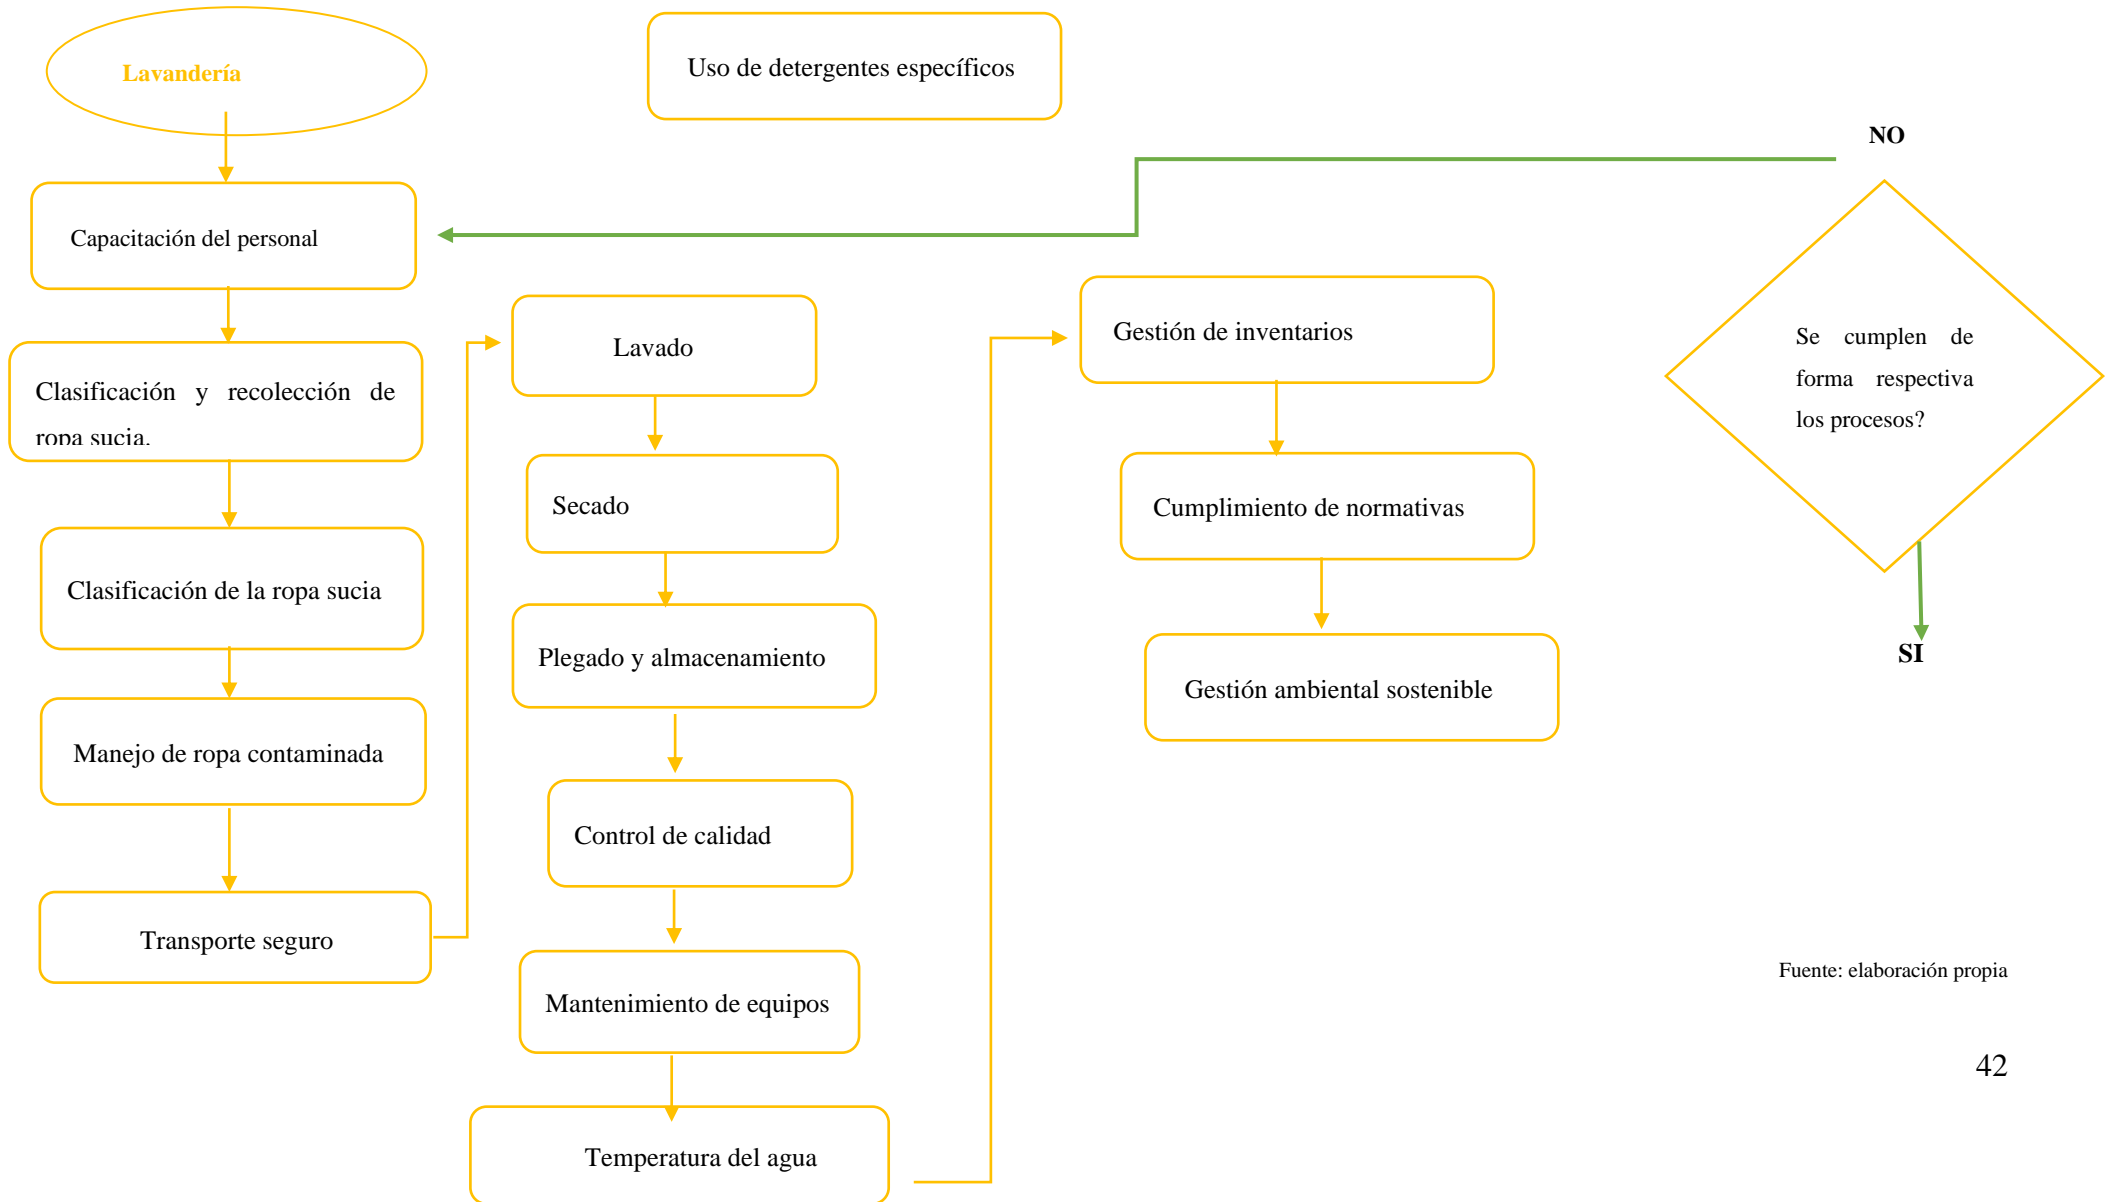 Lavandería
Uso de detergentes específicos
NO
Capacitación del personal
Clasificación y recolección de
ropa sucia.
Clasificación de la ropa sucia
Manejo de ropa contaminada
Transporte seguro
Lavado
Secado
Plegado y almacenamiento
Control de calidad
Mantenimiento de equipos
Temperatura del agua
Gestión de inventarios
Cumplimiento de normativas
Gestión ambiental sostenible
Se cumplen de
forma respectiva
los procesos?
SI
Fuente: elaboración propia
42